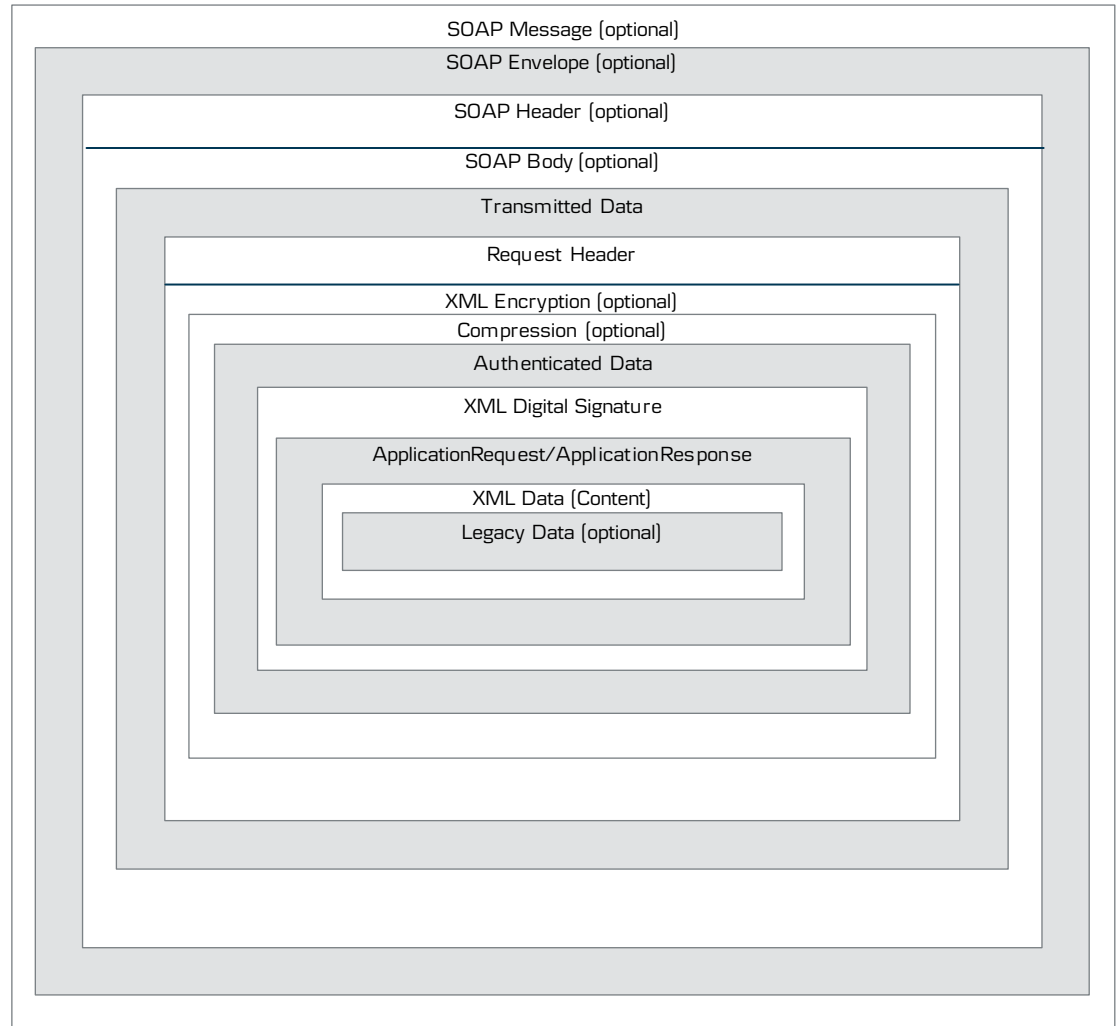 SOAP Message (optional)
SOAP Envelope (optional)
SOAP Header (optional)
SOAP Body (optional)
Transmitted Data
Request Header
XML Encryption (optional)
Compression (optional)
Authenticated Data
XML Digital Signature
ApplicationRequest/ApplicationResponse
XML Data (Content)
Legacy Data (optional)